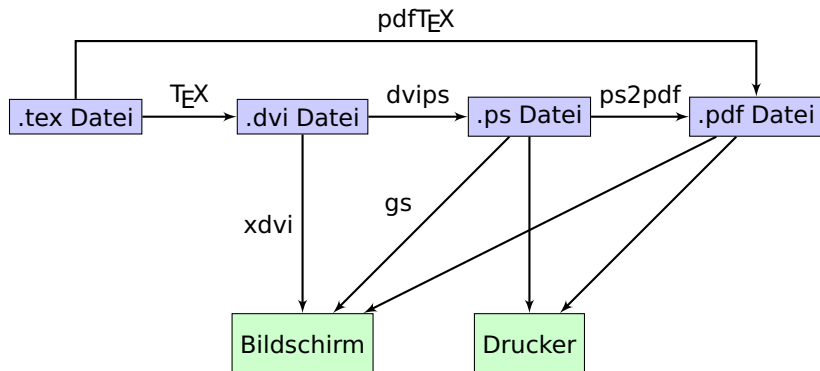 pdfTEX
TEX
dvips
ps2pdf
.tex Datei
.dvi Datei
.ps Datei
.pdf Datei
xdvi
gs
Bildschirm
Drucker